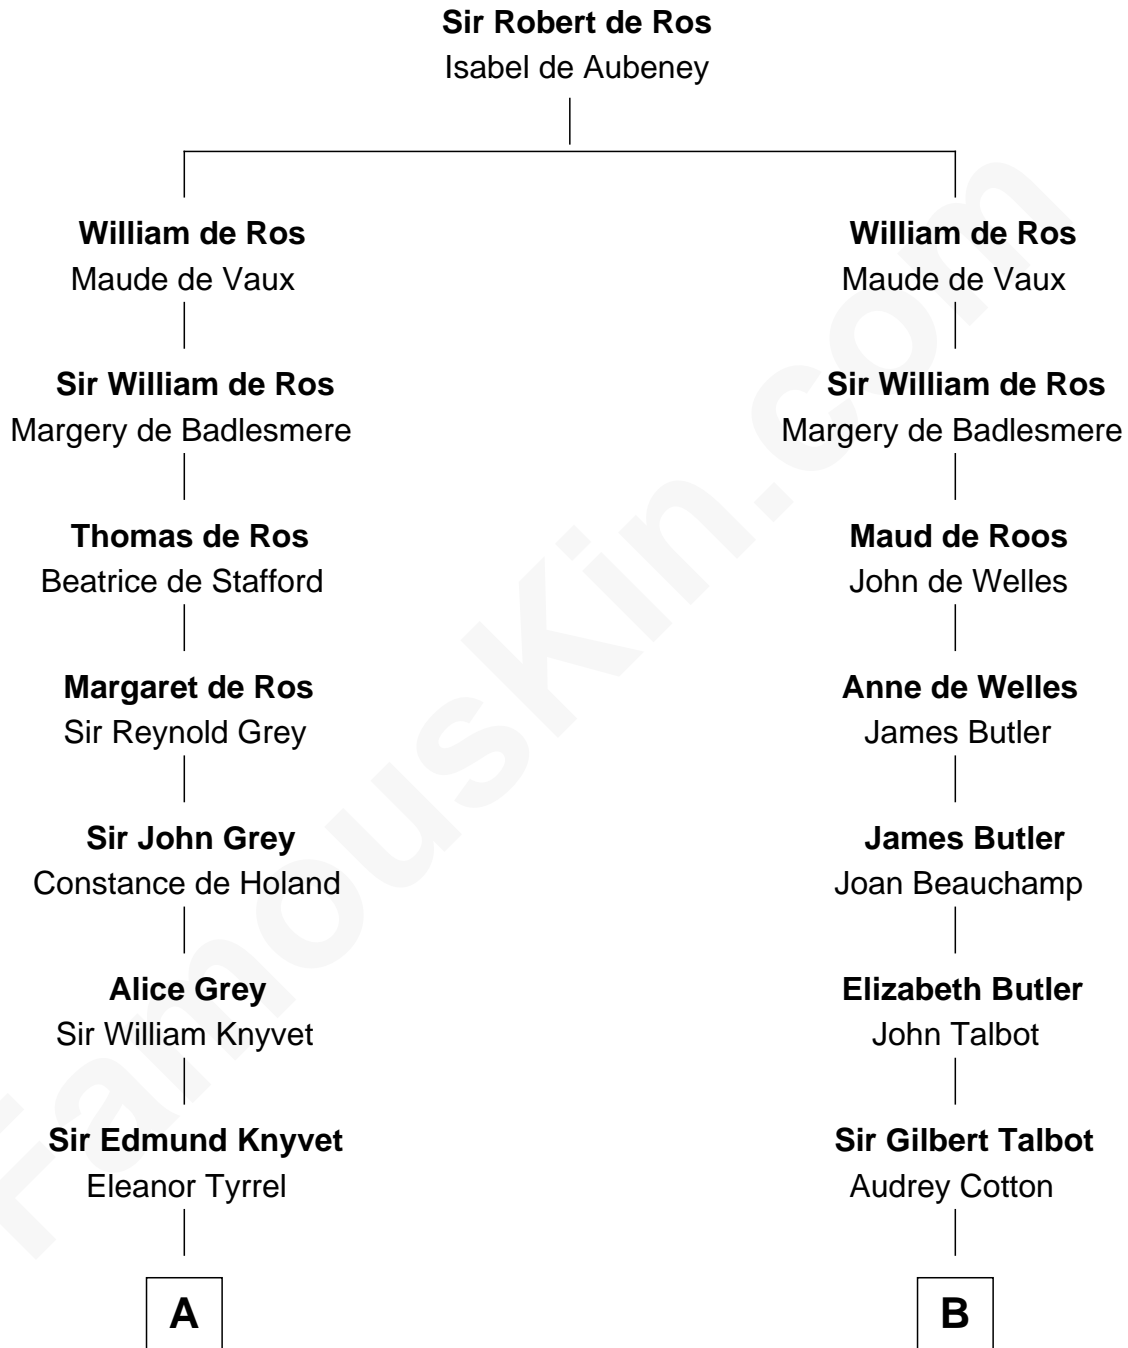 Sir Robert de Ros
Isabel de Aubeney
William de Ros
Maude de Vaux
Sir William de Ros
Margery de Badlesmere
Thomas de Ros
Beatrice de Stafford
Margaret de Ros
Sir Reynold Grey
Sir John Grey
Constance de Holand
Alice Grey
Sir William Knyvet
Sir Edmund Knyvet
Eleanor Tyrrel
A
William de Ros
Maude de Vaux
Sir William de Ros
Margery de Badlesmere
Maud de Roos
John de Welles
Anne de Welles
James Butler
James Butler
Joan Beauchamp
Elizabeth Butler
John Talbot
Sir Gilbert Talbot
Audrey Cotton
B
FamousKin.com